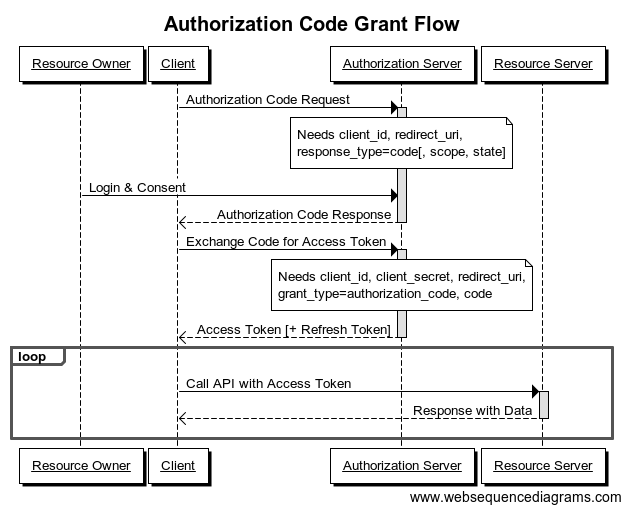 Authorization Code Grant Flow
Resource Owner
Client
Authorization Server
Resource Server
Authorization Code Request
Needs client_id, redirect_uri,
response_type=code[, scope, state]
Login & Consent
Authorization Code Response
Exchange Code for Access Token
Needs client_id, client_secret, redirect_uri,
grant_type=authorization_code, code
Access Token [+ Refresh Token]
loop
Call API with Access Token
Response with Data
Resource Owner
Client
Authorization Server
Resource Server
www.websequencediagrams.com